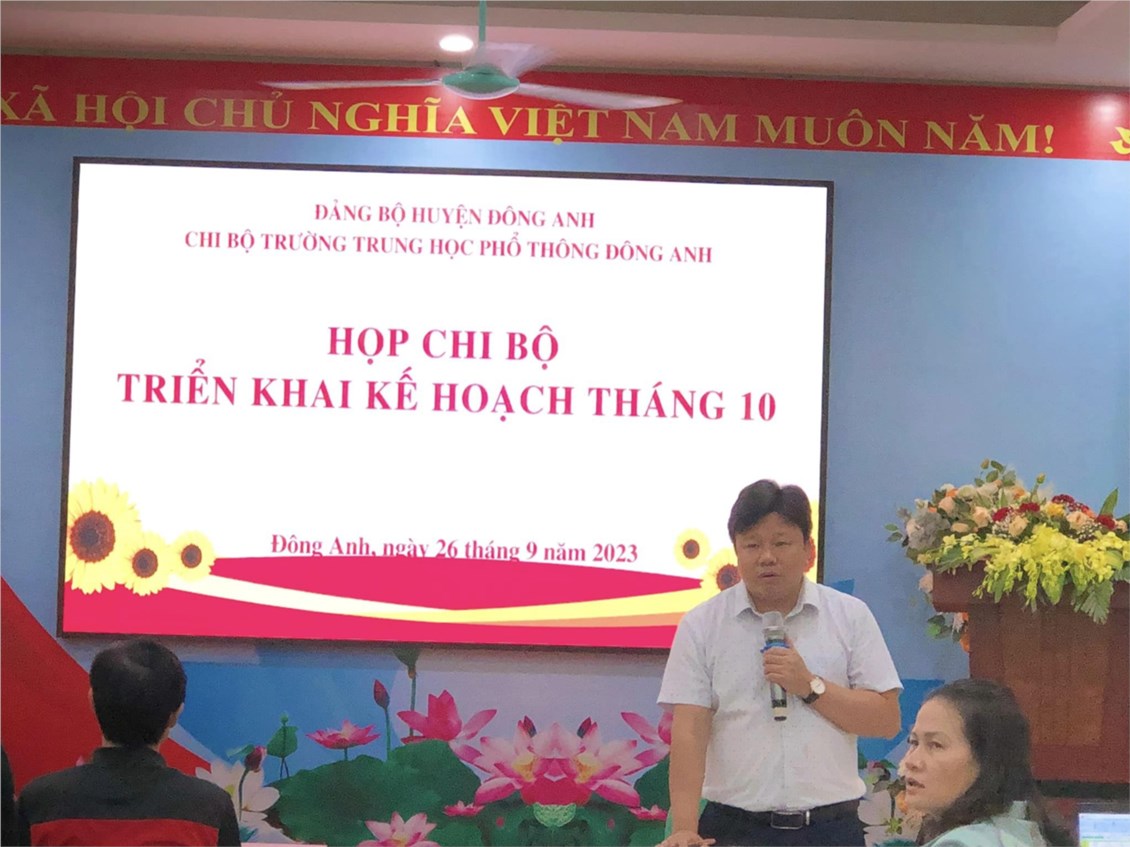 XÃ HỘI CHỦ NGHĨA VIỆT NAM MUÔN NĂM!
ĐẢNG BỘ HUYỆN ĐÔNG ANH
CHI BỘ TRƯỜNG TRUNG HỌC PHỔ THÔNG ĐÔNG ANH
HỌP CHI BỘ
TRIỂN KHAI KẾ HOẠCH THÁNG 10
Đông Anh, ngày 26 tháng 9 năm 2023